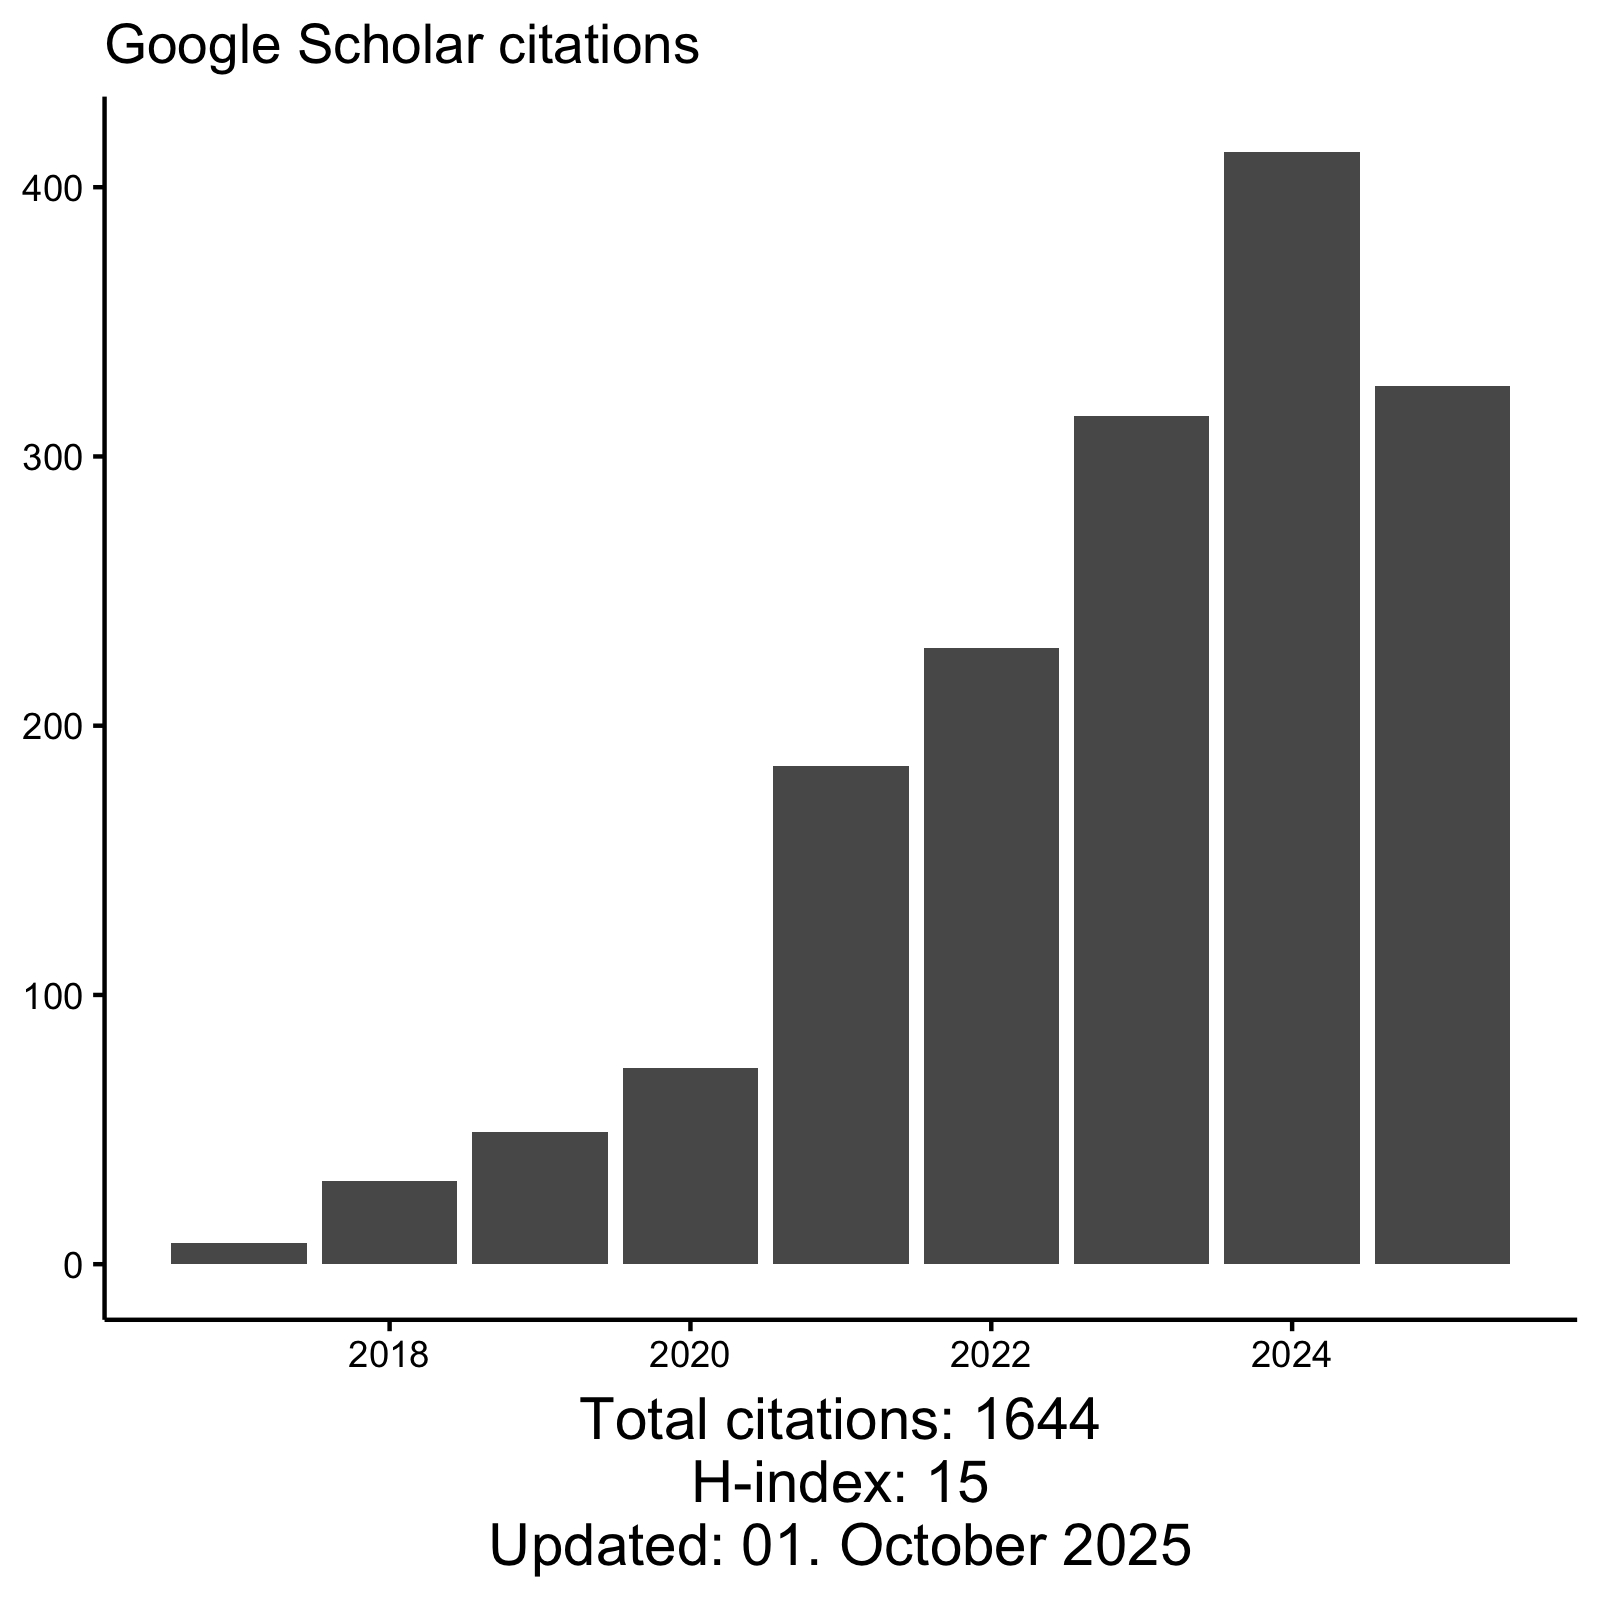 Google Scholar citations
400
300
200
100
0
2018 2020 2022 2024
Total citations: 1644
H-index: 15
Updated: 01. October 2025